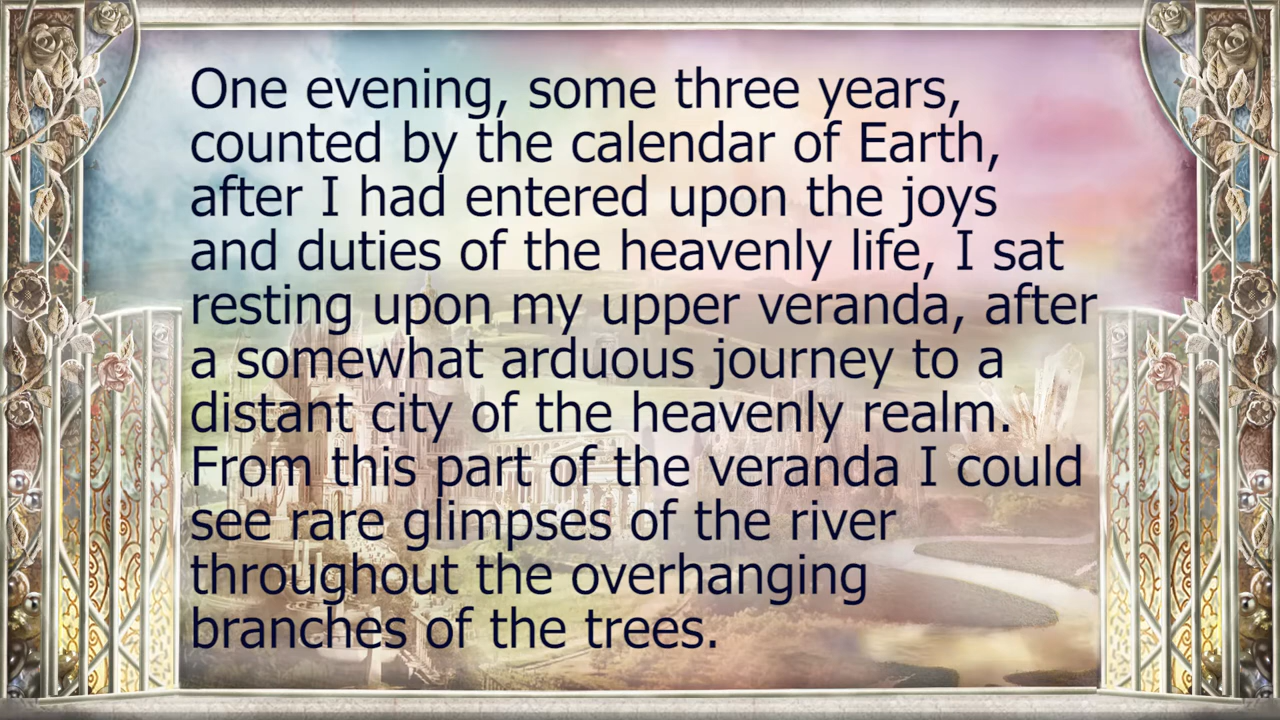 One evening, some three years,
counted by the calendar of Earth,
after I had entered upon the joys
and duties of the heavenly life, I sat
resting upon my upper veranda, after
a somewhat arduous journey to a
distant city of the heavenly realm.
From this part of the veranda I could
see rare glimpses of the river
throughout the overhanging
branches of the trees.